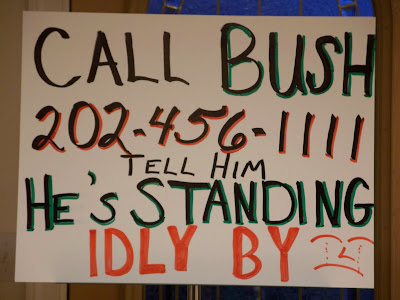 CALL BUSH
202-456-1111
TELL HIM
HE'S STANDING
IDLY BY